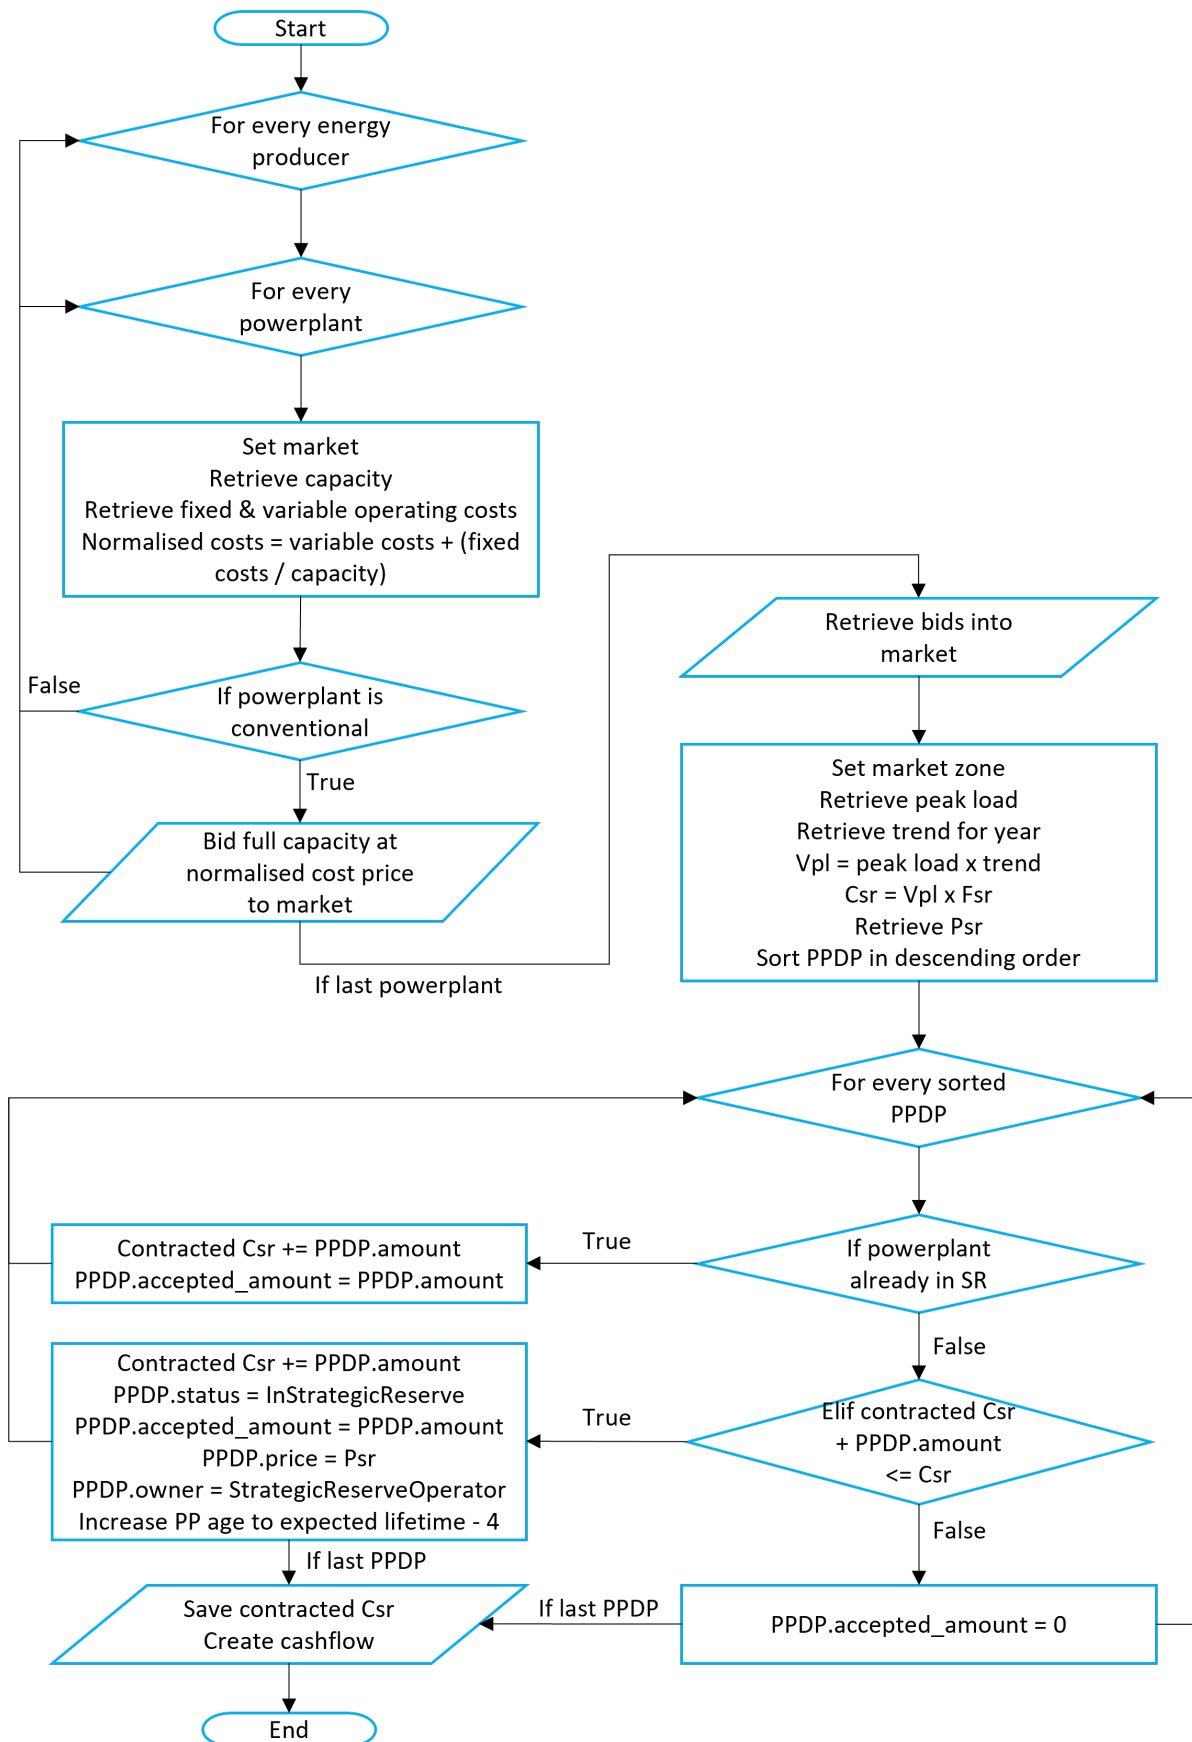 Start
For every energy
producer
For every
powerplant
Set market
Retrieve capacity
Retrieve fixed & variable operating costs
Normalised costs = variable costs + (fixed
costs / capacity)
False
If powerplant is
conventional
True
Bid full capacity at
normalised cost price
to market
If last powerplant
Retrieve bids into
market
Set market zone
Retrieve peak load
Retrieve trend for year
Vpl = peak load x trend
Csr = Vpl x Fsr
Retrieve Psr
Sort PPDP in descending order
For every sorted
PPDP
If powerplant
already in SR
True
Contracted Csr += PPDP.amount
PPDP.accepted_amount = PPDP.amount
False
Elif contracted Csr
+ PPDP.amount
<= Csr
True
Contracted Csr += PPDP.amount
PPDP.status = InStrategicReserve
PPDP.accepted_amount = PPDP.amount
PPDP.price = Psr
PPDP.owner = StrategicReserveOperator
Increase PP age to expected lifetime - 4
False
If last PPDP
PPDP.accepted_amount = 0
If last PPDP
Save contracted Csr
Create cashflow
End